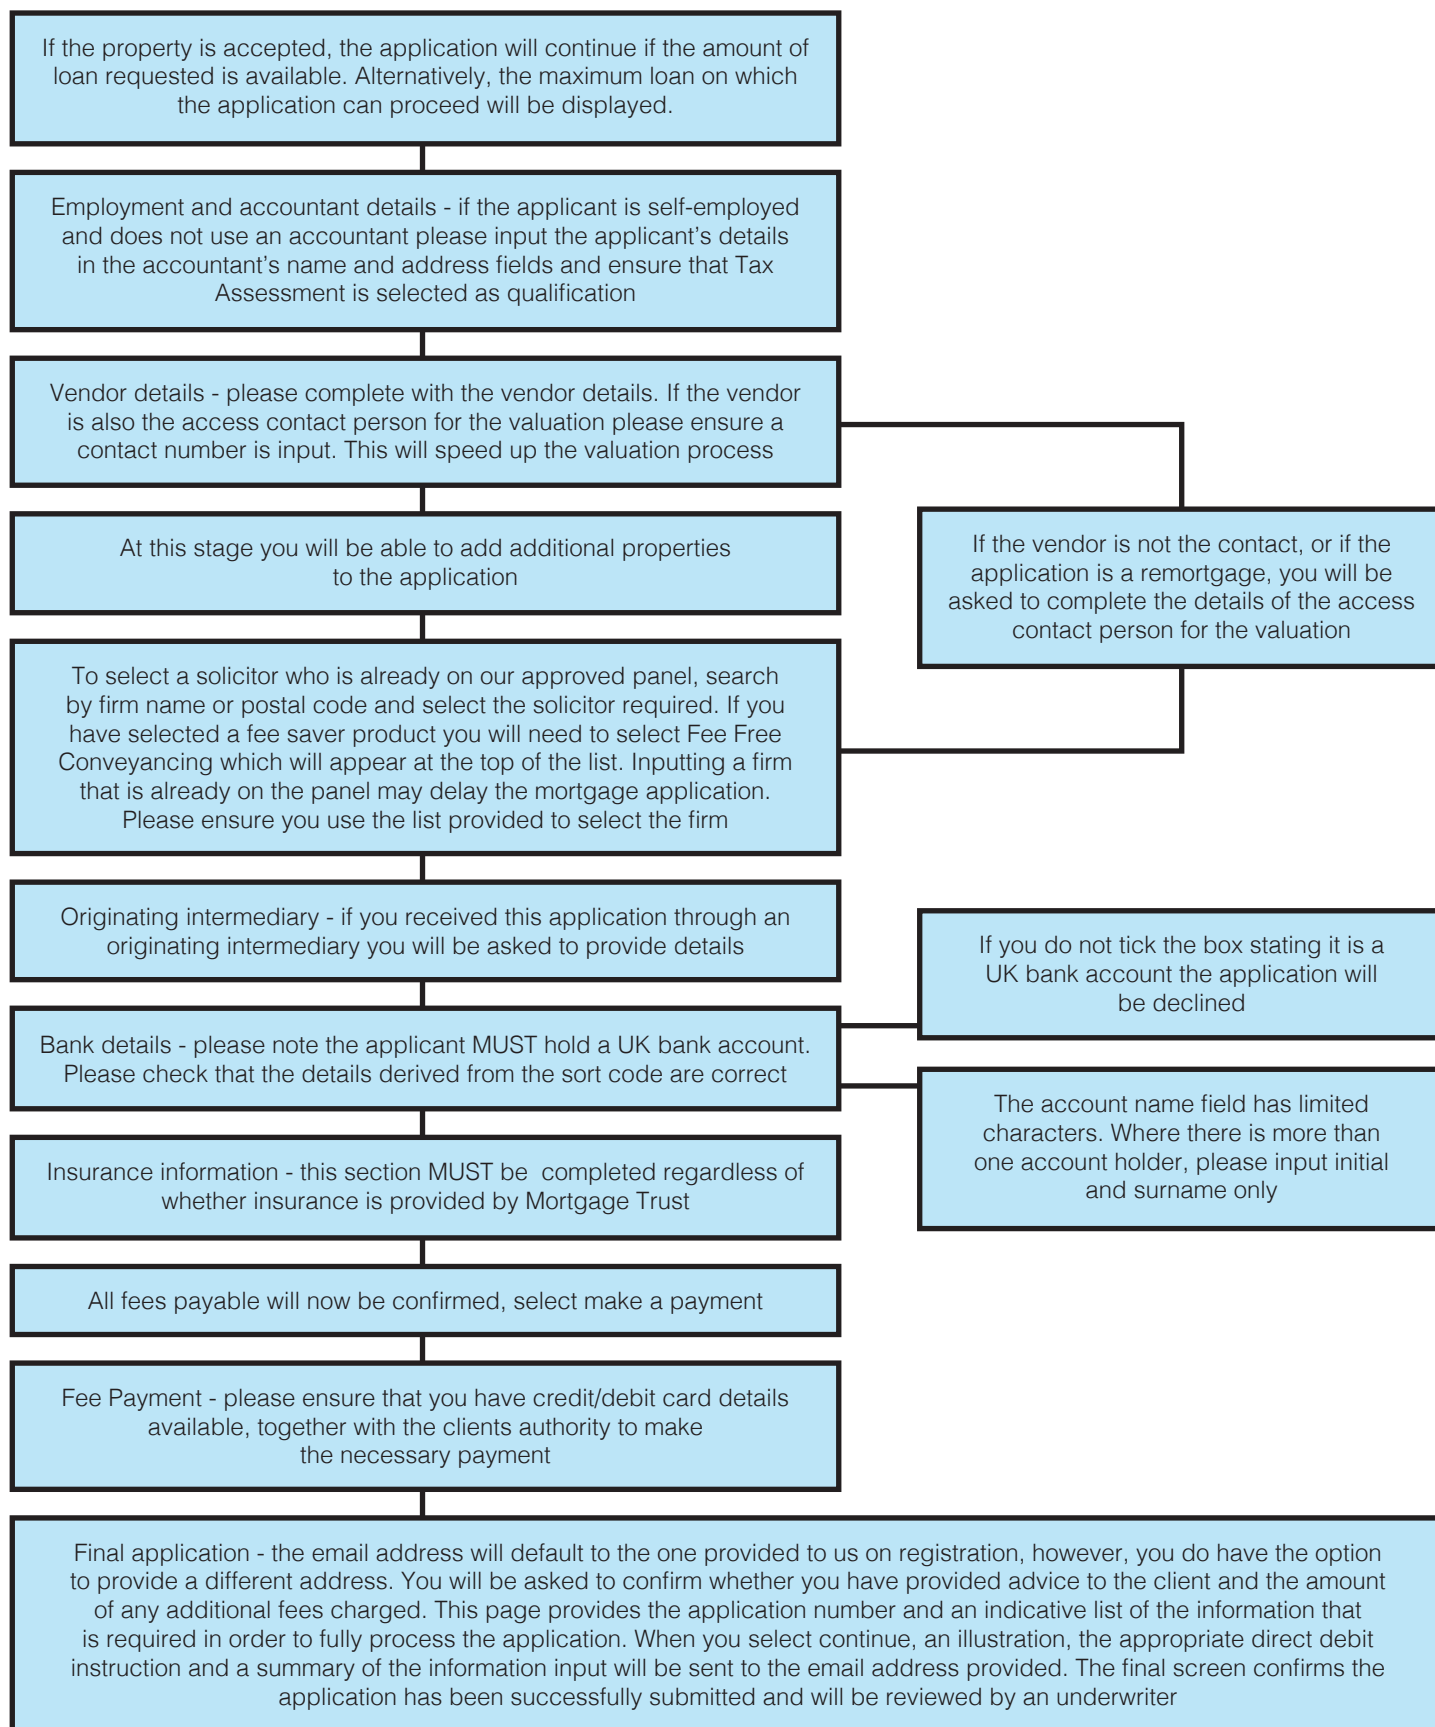 If the property is accepted, the application will continue if the amount of
loan requested is available. Alternatively, the maximum loan on which
the application can proceed will be displayed.
Employment and accountant details - if the applicant is self-employed
and does not use an accountant please input the applicant's details
in the accountant's name and address fields and ensure that Tax
Assessment is selected as qualification
Vendor details - please complete with the vendor details. If the vendor
is also the access contact person for the valuation please ensure a
contact number is input. This will speed up the valuation process
At this stage you will be able to add additional properties
to the application
If the vendor is not the contact, or if the
application is a remortgage, you will be
asked to complete the details of the access
contact person for the valuation
To select a solicitor who is already on our approved panel, search
by firm name or postal code and select the solicitor required. If you
have selected a fee saver product you will need to select Fee Free
Conveyancing which will appear at the top of the list. Inputting a firm
that is already on the panel may delay the mortgage application.
Please ensure you use the list provided to select the firm
Originating intermediary - if you received this application through an
originating intermediary you will be asked to provide details
If you do not tick the box stating it is a
UK bank account the application will
be declined
Bank details - please note the applicant MUST hold a UK bank account.
Please check that the details derived from the sort code are correct
The account name field has limited
characters. Where there is more than
one account holder, please input initial
and surname only
Insurance information - this section MUST be  completed regardless of
whether insurance is provided by Mortgage Trust
All fees payable will now be confirmed, select make a payment
Fee Payment - please ensure that you have credit/debit card details
available, together with the clients authority to make
the necessary payment
Final application - the email address will default to the one provided to us on registration, however, you do have the option
to provide a different address. You will be asked to confirm whether you have provided advice to the client and the amount
of any additional fees charged. This page provides the application number and an indicative list of the information that
is required in order to fully process the application. When you select continue, an illustration, the appropriate direct debit
instruction and a summary of the information input will be sent to the email address provided. The final screen confirms the
application has been successfully submitted and will be reviewed by an underwriter